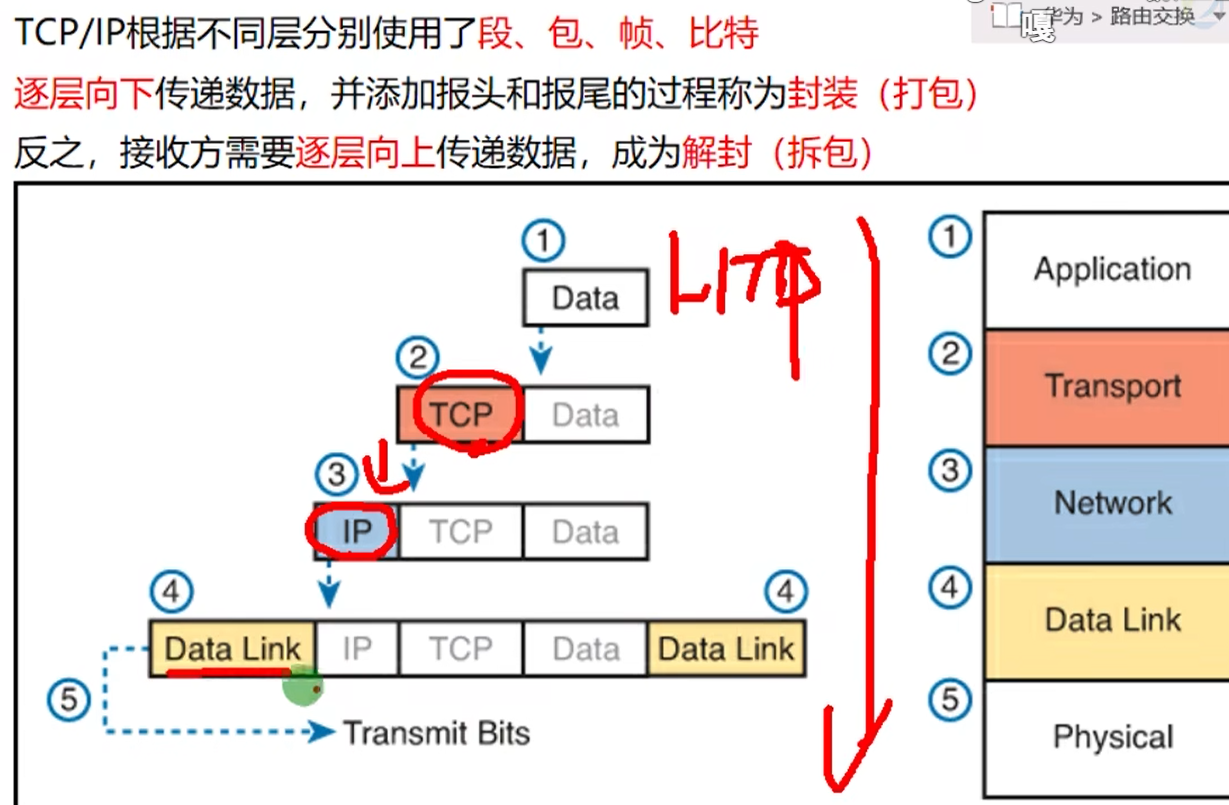 华为 > 路由交换
嘎
TCP/IP根据不同层分别使用了段、包、帧、比特
逐层向下传递数据，并添加报头和报尾的过程称为封装（打包）
反之，接收方需要逐层向上传递数据，成为解封（拆包）
① ①
Data Application
② ②
TCP Data Transport
③ ③
IP TCP Data Network
④ ④ ④
Data Link IP TCP Data Data Link Data Link
⑤ ⑤
Transmit Bits Physical